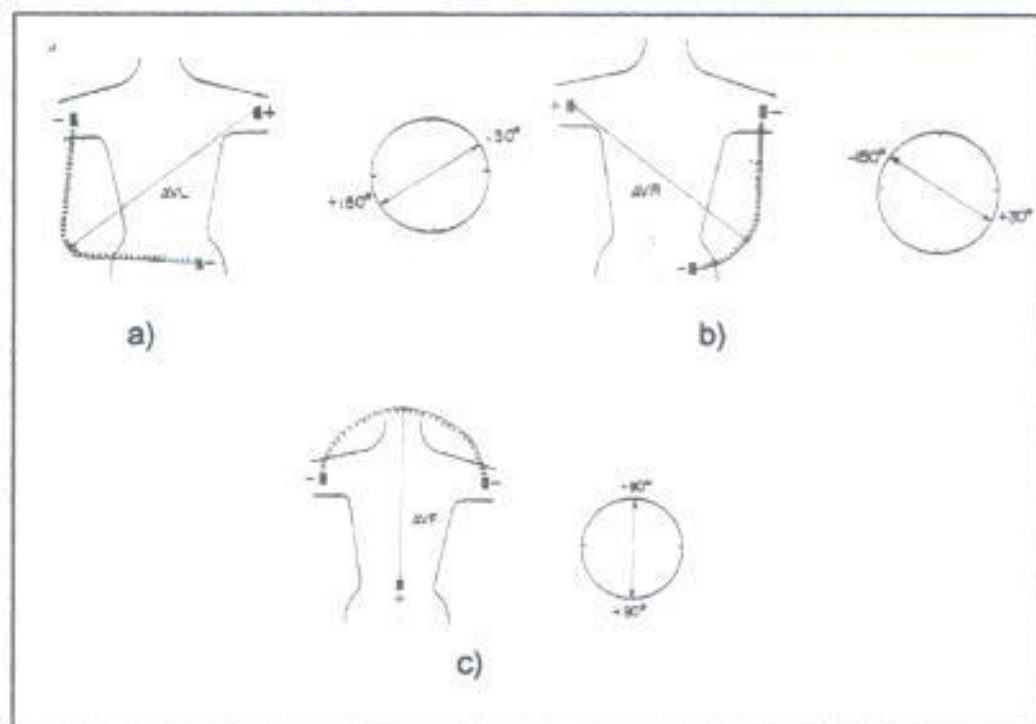 - +
AVL
-
-30°
+150°
a)
+ -
AVR
-
-150°
+30°
b)
- -
AVF
+
-90°
+90°
c)